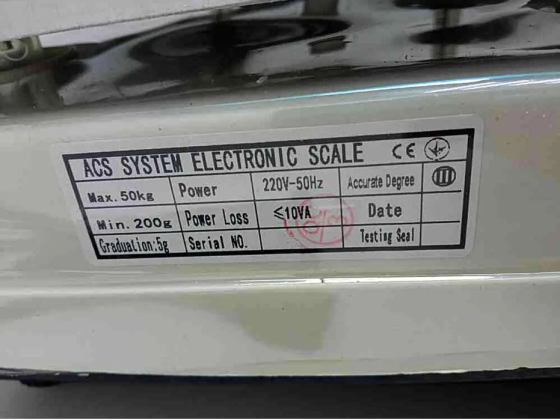 ACS SYSTEM ELECTRONIC SCALE CE
Max. 50kg Power 220V-50Hz Accurate Degree III
Min. 200g Power Loss ≤10VA Date
Graduation:5g Serial NO. Testing Seal